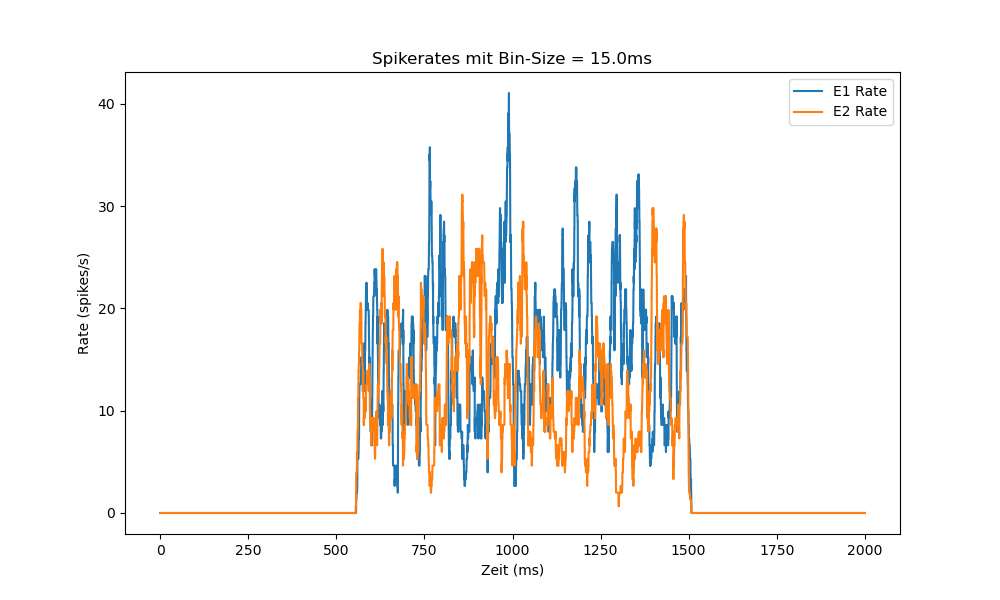 Spikerates mit Bin-Size = 15.0ms
E1 Rate
E2 Rate
Rate (spikes/s)
40
30
20
10
0
0 250 500 750 1000 1250 1500 1750 2000
Zeit (ms)